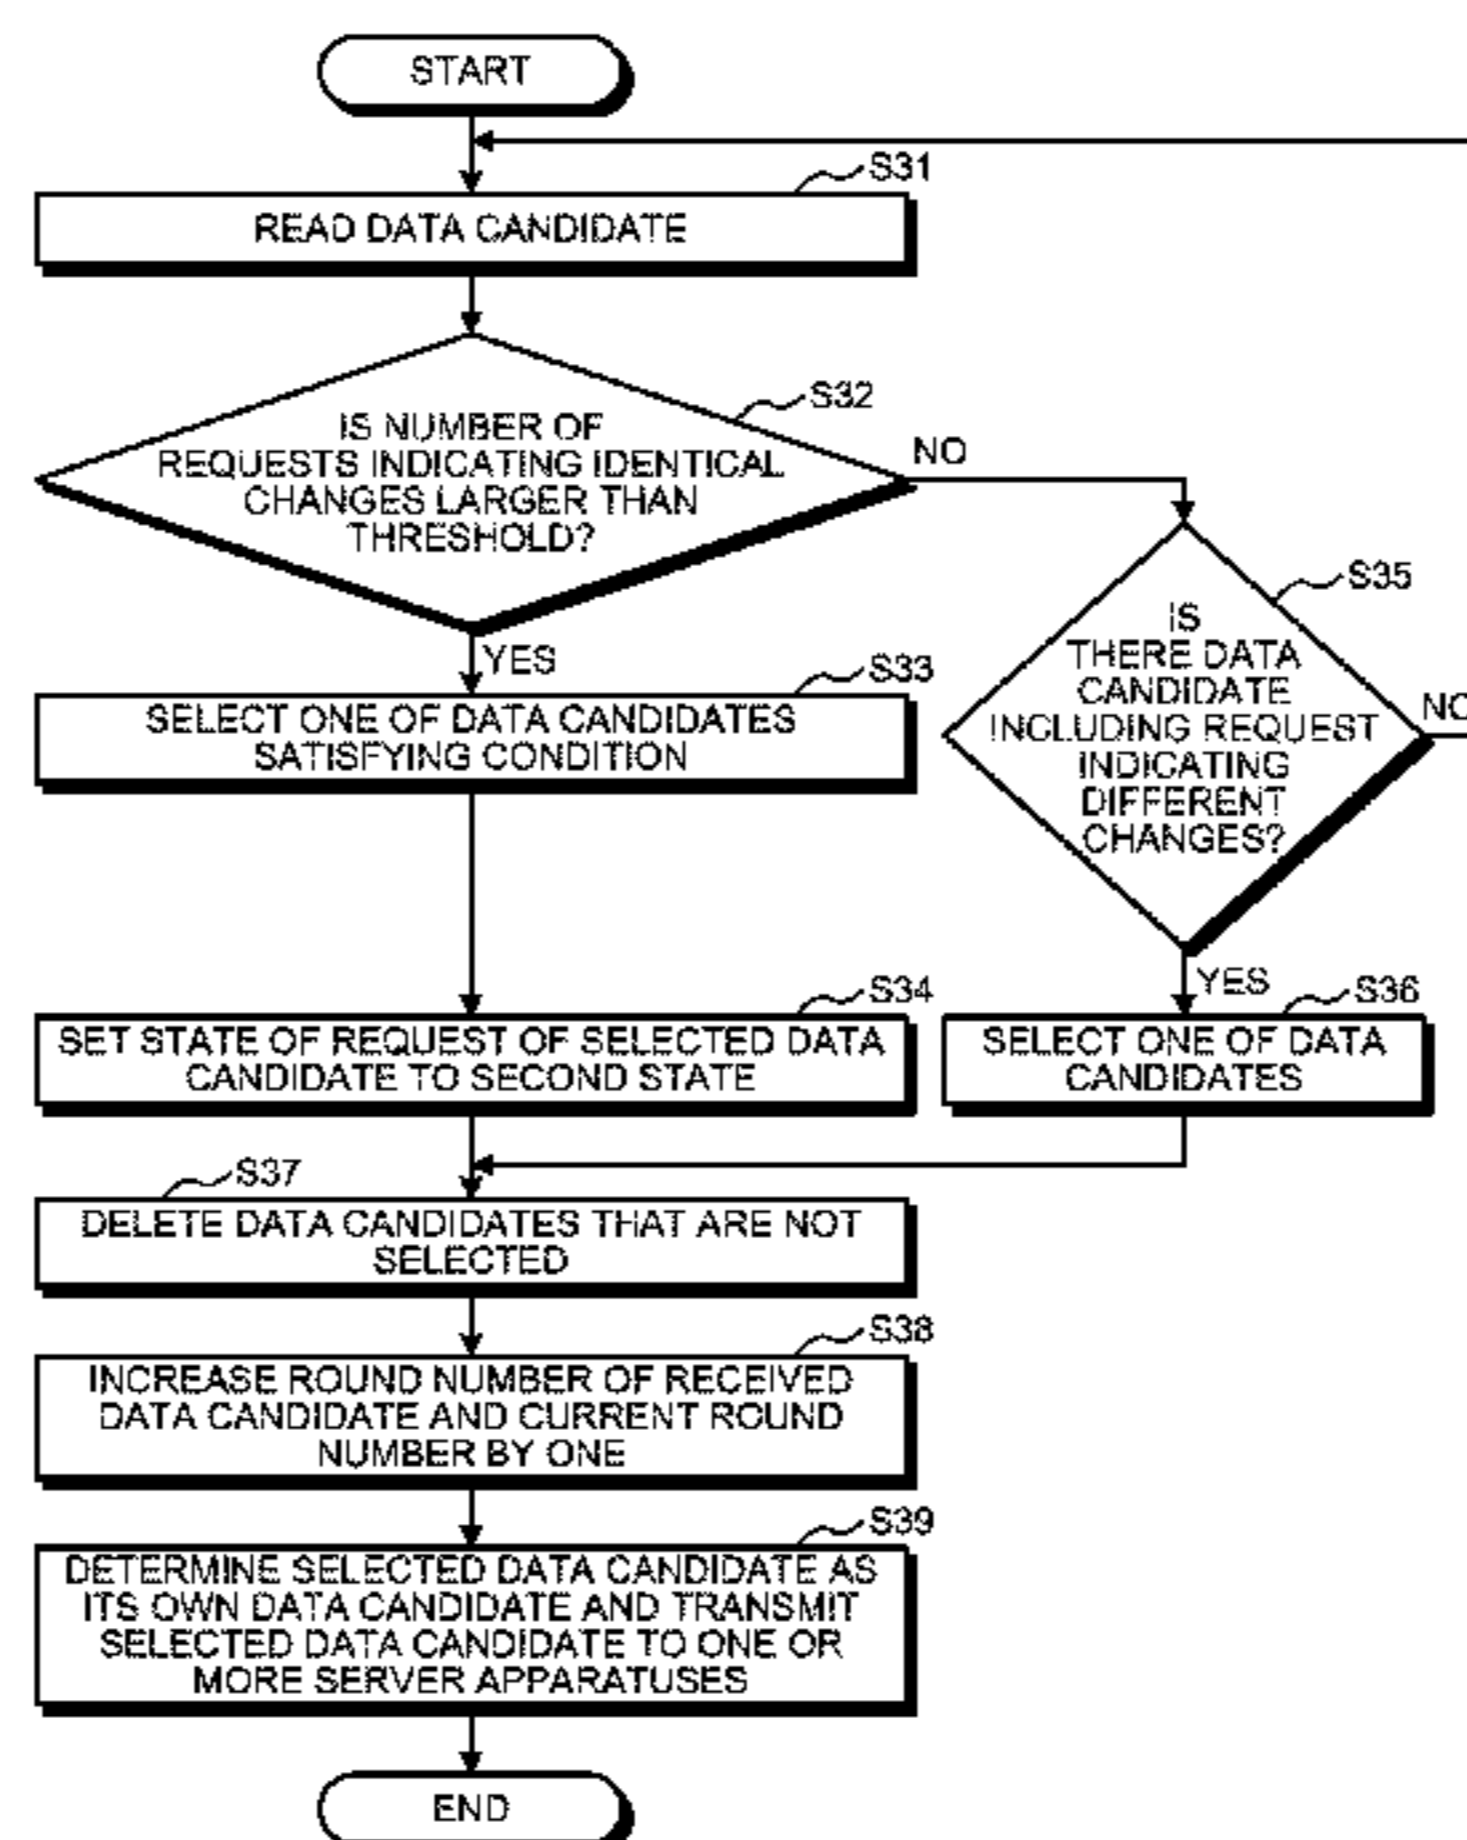 START
S31
READ DATA CANDIDATE
S32
IS NUMBER OF
REQUESTS INDICATING IDENTICAL
CHANGES LARGER THAN
THRESHOLD?
NO
YES
S33
SELECT ONE OF DATA CANDIDATES
SATISFYING CONDITION
S35
IS
THERE DATA
CANDIDATE
INCLUDING REQUEST
INDICATING
DIFFERENT
CHANGES?
NO
YES
S34
SET STATE OF REQUEST OF SELECTED DATA
CANDIDATE TO SECOND STATE
S36
SELECT ONE OF DATA
CANDIDATES
S37
DELETE DATA CANDIDATES THAT ARE NOT
SELECTED
S38
INCREASE ROUND NUMBER OF RECEIVED
DATA CANDIDATE AND CURRENT ROUND
NUMBER BY ONE
S39
DETERMINE SELECTED DATA CANDIDATE AS
ITS OWN DATA CANDIDATE AND TRANSMIT
SELECTED DATA CANDIDATE TO ONE OR
MORE SERVER APPARATUSES
END